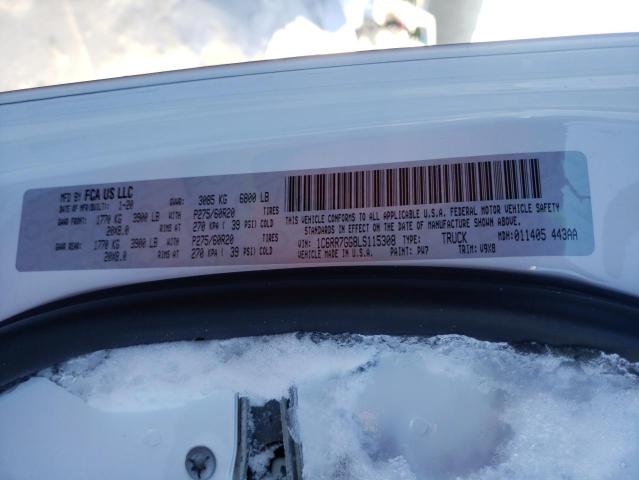 MFD BY FCA US LLC GVWR: 3085 KG 6800 LB
DATE OF MFR/BUILT: 1-20 TIRES
GAWR FRONT: 1770 KG 3900 LB WITH P275/60R20
20X8.0 RIMS AT 270 KPA ( 39 PSI) COLD
GAWR REAR: 1770 KG 3900 LB WITH P275/60R20 TIRES
20X8.0 RIMS AT 270 KPA ( 39 PSI) COLD
THIS VEHICLE CONFORMS TO ALL APPLICABLE U.S.A. FEDERAL MOTOR VEHICLE SAFETY
STANDARDS IN EFFECT ON THE DATE OF MANUFACTURE SHOWN ABOVE.
VIN: 1C6RR7GG8LS115308 TYPE: TRUCK MDH: 011405 443AA
VEHICLE MADE IN U.S.A. PAINT: PW7 TRIM: V9X8